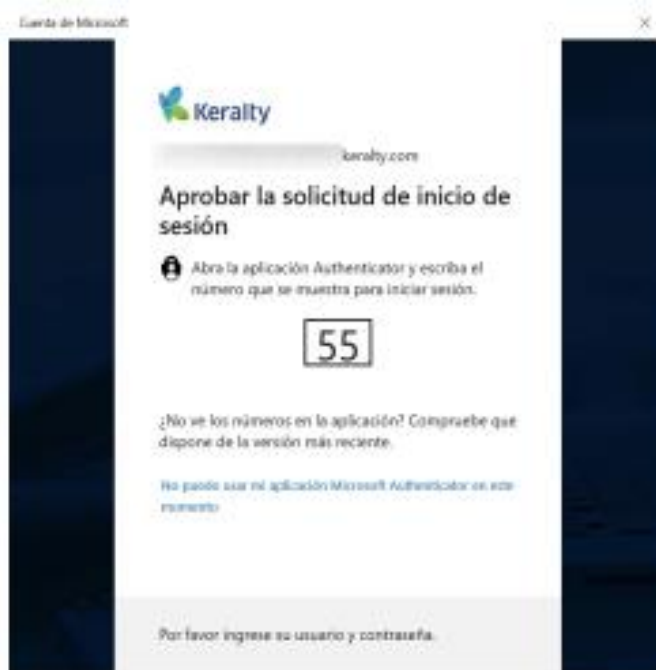 Cuenta de Microsoft
Keralty
keralty.com
Aprobar la solicitud de inicio de
sesión
Abra la aplicación Authenticator y escriba el
número que se muestra para iniciar sesión.
55
¿No ve los números en la aplicación? Compruebe que
dispone de la versión más reciente.
No puedo usar mi aplicación Microsoft Authenticator en este
momento
Por favor ingrese su usuario y contraseña.